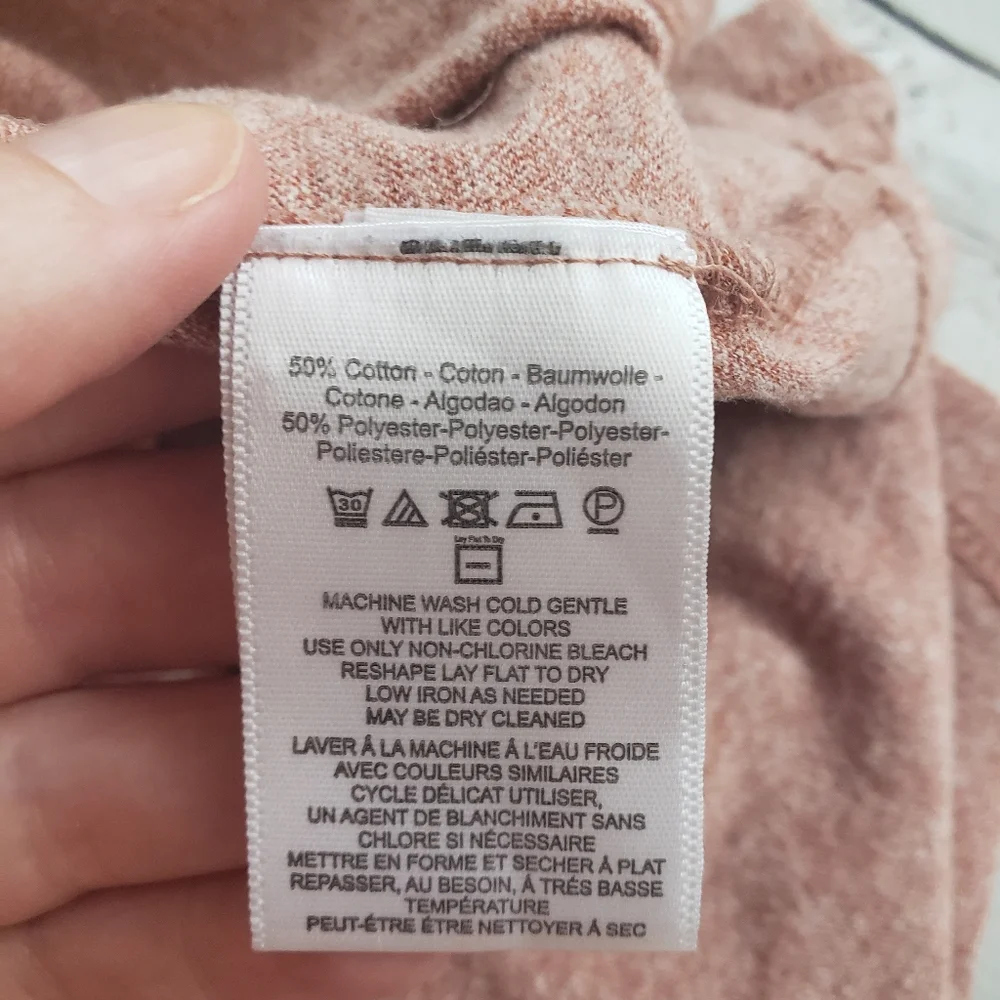 50% Cotton - Coton - Baumwolle -
Cotone - Algodao - Algodon
50% Polyester-Polyester-Polyester-
Poliestere-Poliéster-Poliéster
30 P
Lay Flat To Dry
MACHINE WASH COLD GENTLE
WITH LIKE COLORS
USE ONLY NON-CHLORINE BLEACH
RESHAPE LAY FLAT TO DRY
LOW IRON AS NEEDED
MAY BE DRY CLEANED
LAVER Á LA MACHINE Á L'EAU FROIDE
AVEC COULEURS SIMILAIRES
CYCLE DÉLICAT UTILISER,
UN AGENT DE BLANCHIMENT SANS
CHLORE SI NÉCESSAIRE
METTRE EN FORME ET SECHER Á PLAT
REPASSER, AU BESOIN, Á TRÉS BASSE
TEMPÉRATURE
PEUT-ÉTRE ÉTRE NETTOYER Á SEC